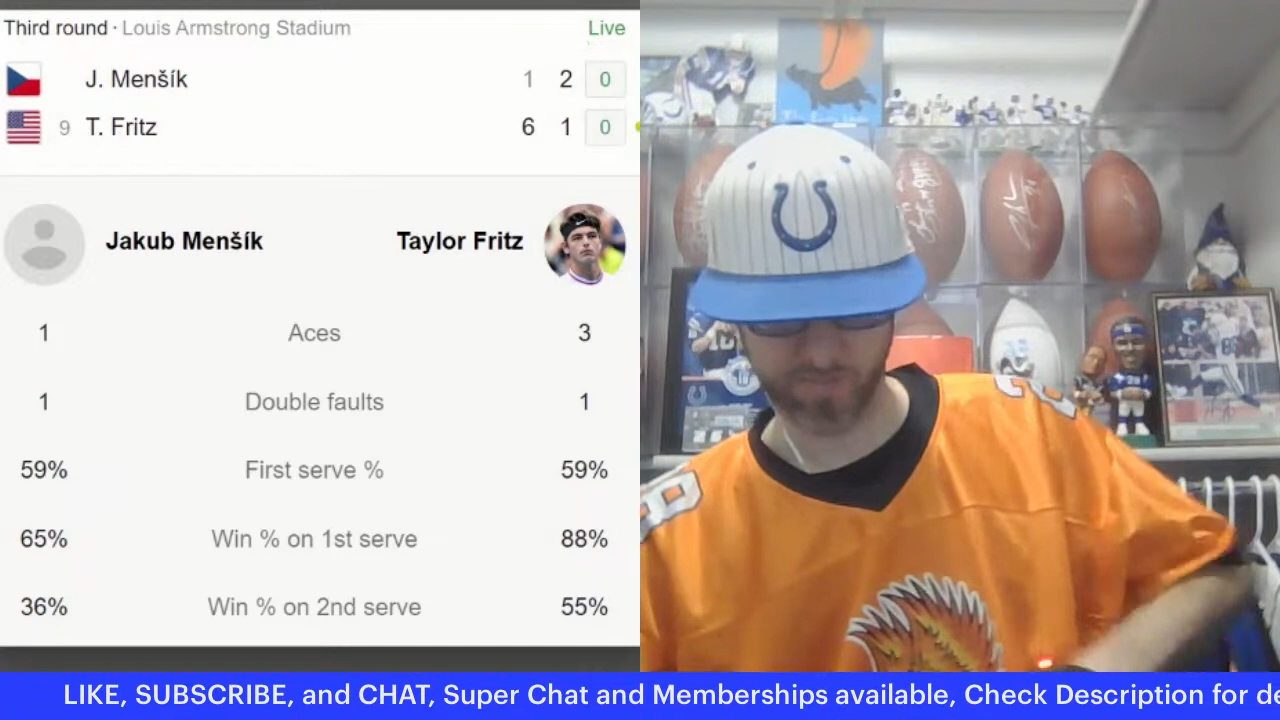 Third round · Louis Armstrong Stadium Live
J. Menšík 1 2 0
9 T. Fritz 6 1 0
Jakub Menšík Taylor Fritz
1 Aces 3
1 Double faults 1
59% First serve % 59%
65% Win % on 1st serve 88%
36% Win % on 2nd serve 55%
LIKE, SUBSCRIBE, and CHAT, Super Chat and Memberships available, Check Description for de